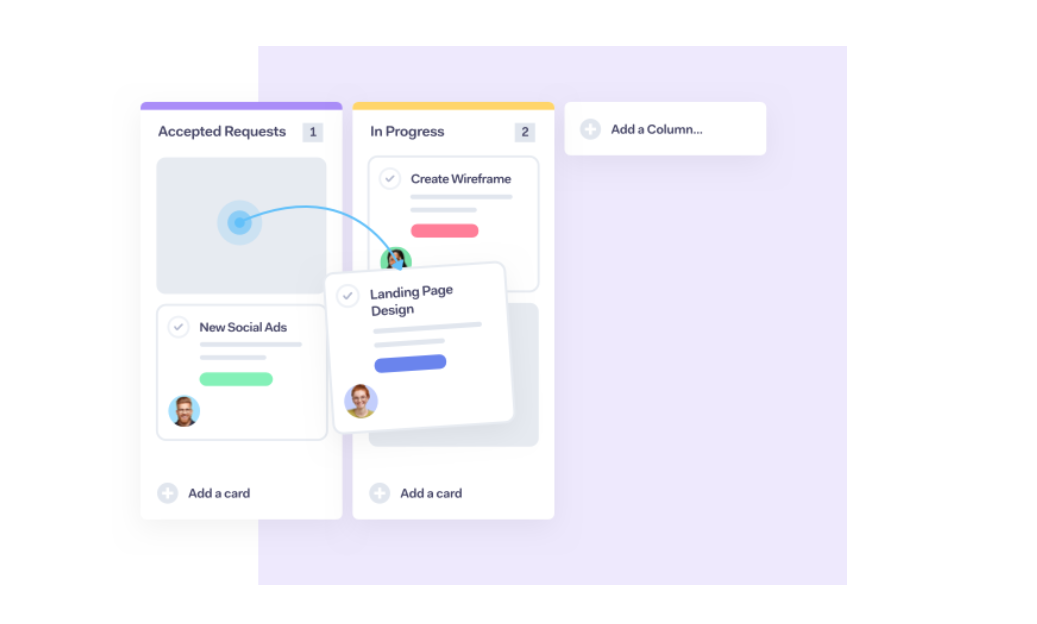 Accepted Requests
1
New Social Ads
Add a card
In Progress
2
Create Wireframe
Landing Page
Design
Add a card
Add a Column...